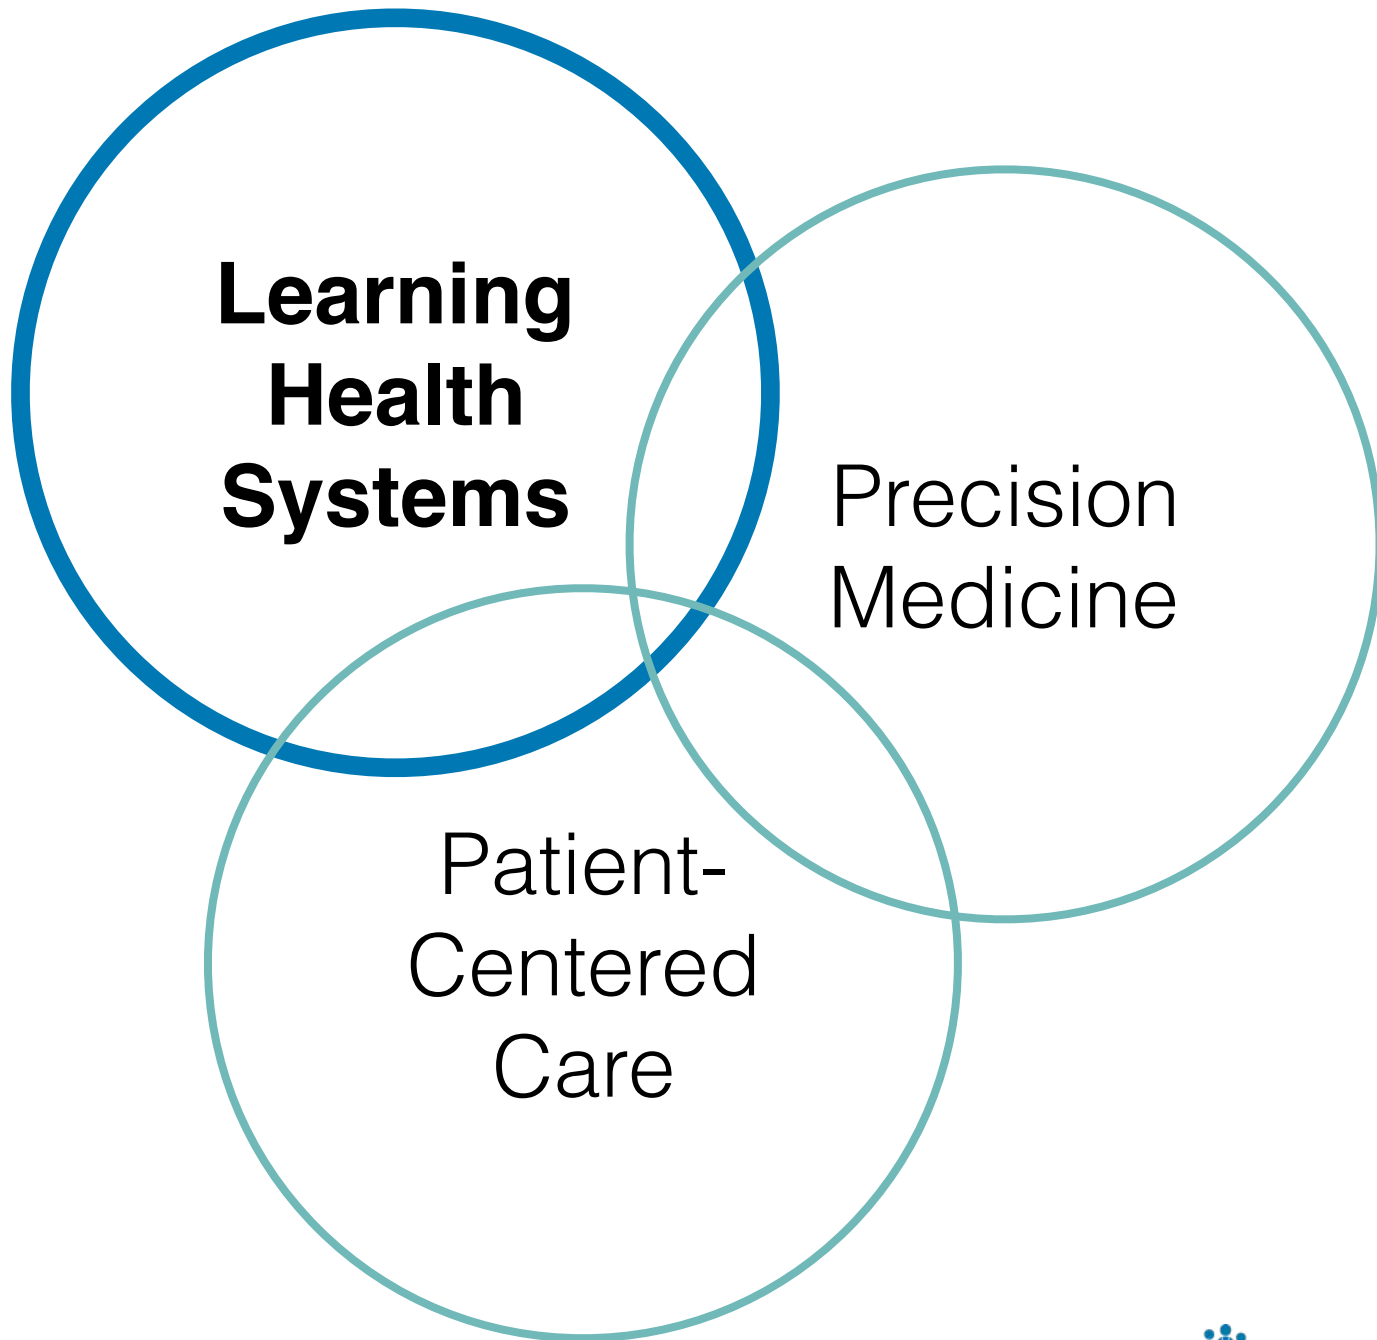 Learning
Health
Systems
Precision
Medicine
Patient-
Centered
Care